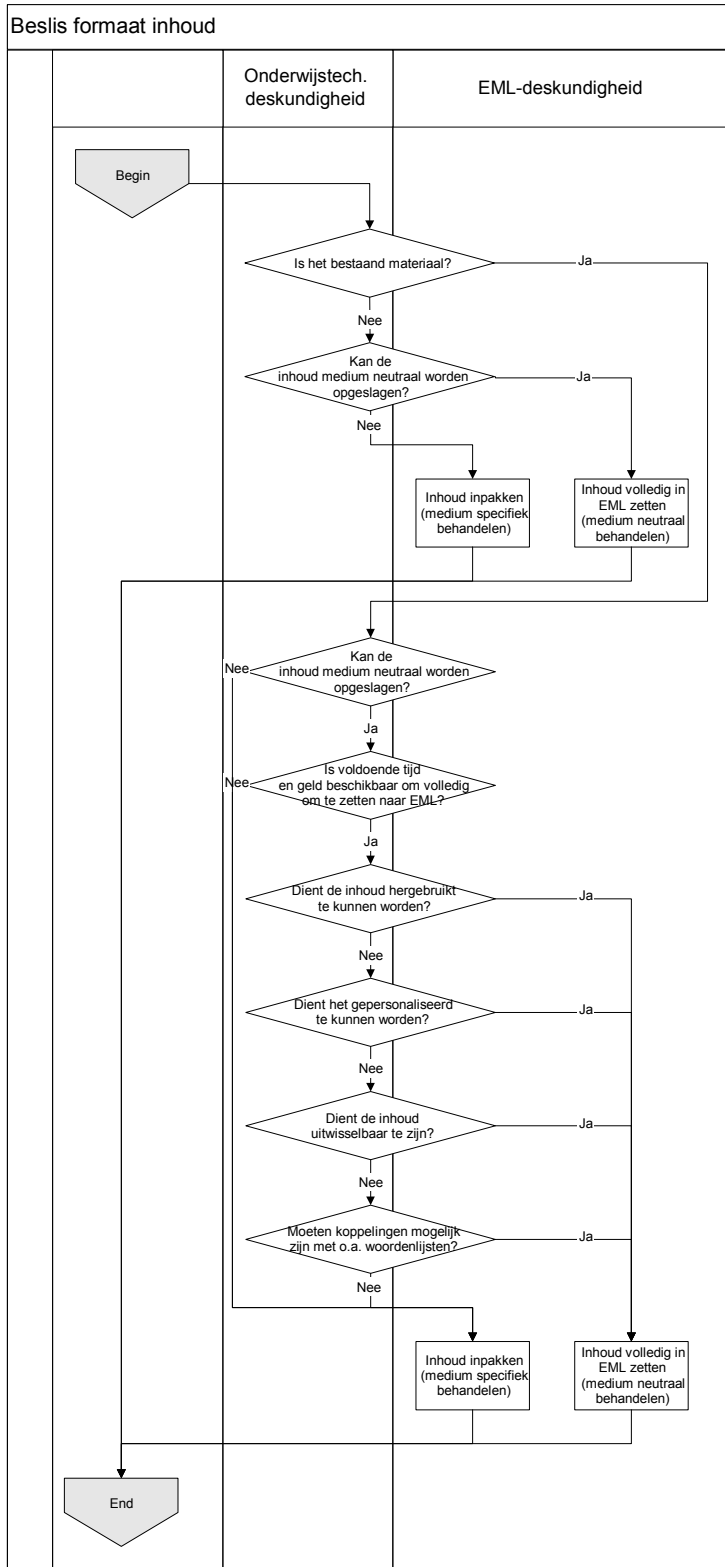 Beslis formaat inhoud
Onderwijstech.
deskundigheid
EML-deskundigheid
Begin
Is het bestaand materiaal?
Ja
Nee
Kan de
inhoud medium neutraal worden
opgeslagen?
Ja
Nee
Inhoud inpakken
(medium specifiek
behandelen)
Inhoud volledig in
EML zetten
(medium neutraal
behandelen)
Kan de
inhoud medium neutraal worden
opgeslagen?
Nee
Ja
Is voldoende tijd
en geld beschikbaar om volledig
om te zetten naar EML?
Nee
Ja
Dient de inhoud hergebruikt
te kunnen worden?
Ja
Nee
Dient het gepersonaliseerd
te kunnen worden?
Ja
Nee
Dient de inhoud
uitwisselbaar te zijn?
Ja
Nee
Moeten koppelingen mogelijk
zijn met o.a. woordenlijsten?
Ja
Nee
Inhoud inpakken
(medium specifiek
behandelen)
Inhoud volledig in
EML zetten
(medium neutraal
behandelen)
End